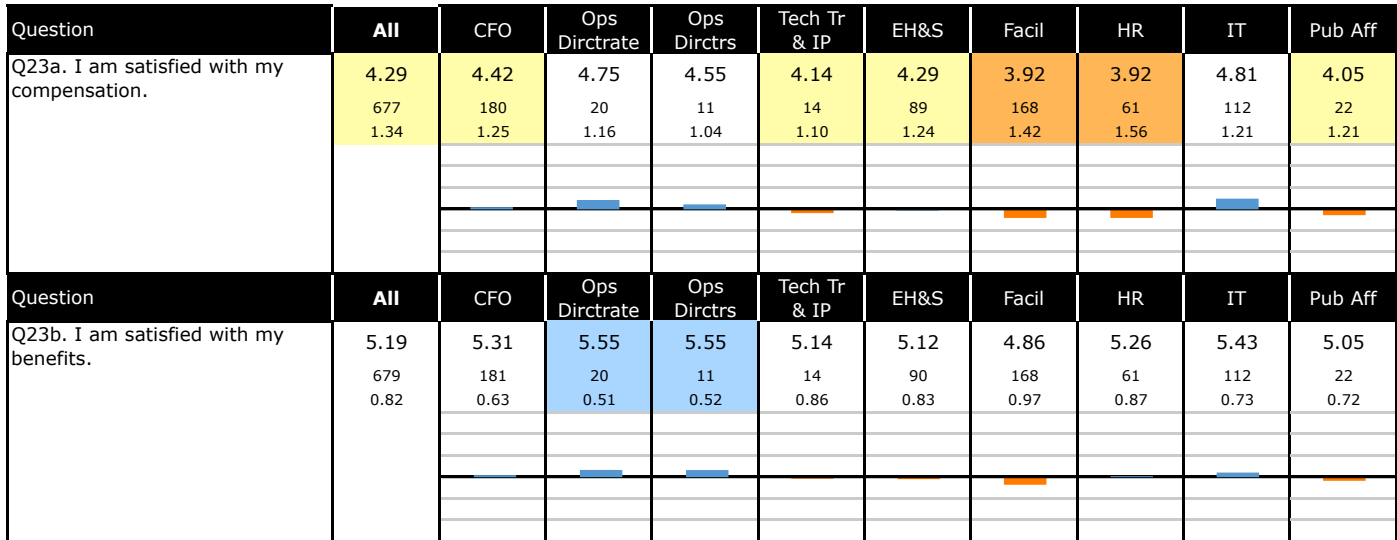 Question All CFO Ops Dirctrate Ops Dirctrs Tech Tr & IP EH&S Facil HR IT Pub Aff
Q23a. I am satisfied with my compensation. 4.29 4.42 4.75 4.55 4.14 4.29 3.92 3.92 4.81 4.05
677 180 20 11 14 89 168 61 112 22
1.34 1.25 1.16 1.04 1.10 1.24 1.42 1.56 1.21 1.21
Question All CFO Ops Dirctrate Ops Dirctrs Tech Tr & IP EH&S Facil HR IT Pub Aff
Q23b. I am satisfied with my benefits. 5.19 5.31 5.55 5.55 5.14 5.12 4.86 5.26 5.43 5.05
679 181 20 11 14 90 168 61 112 22
0.82 0.63 0.51 0.52 0.86 0.83 0.97 0.87 0.73 0.72